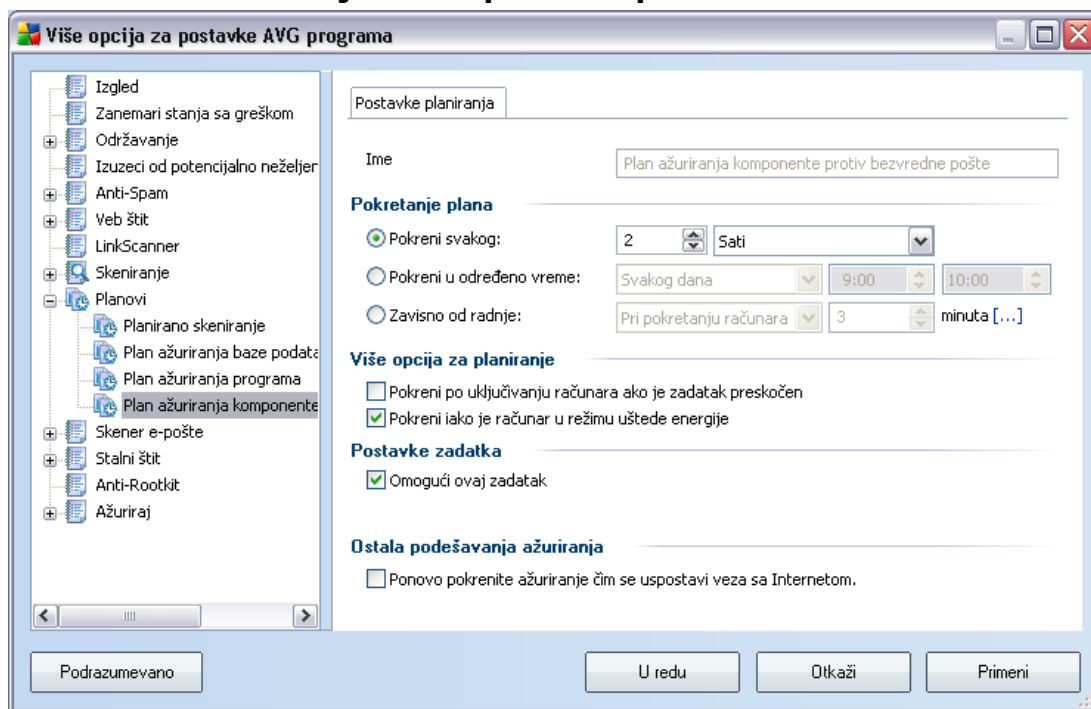 Više opcija za postavke AVG programa
Izgled
Zanemari stanja sa greškom
Održavanje
Izuzeci od potencijalno neželjer
Anti-Spam
Veb štit
LinkScanner
Skeniranje
Planovi
Planirano skeniranje
Plan ažuriranja baze podata
Plan ažuriranja programa
Plan ažuriranja komponente
Skener e-pošte
Stalni štit
Anti-Rootkit
Ažuriraj
Postavke planiranja
Ime Plan ažuriranja komponente protiv bezvredne pošte
Pokretanje plana
Pokreni svakog: 2 Sati
Pokreni u određeno vreme: Svakog dana 9:00 10:00
Zavisno od radnje: Pri pokretanju računara 3 minuta [...]
Više opcija za planiranje
Pokreni po uključivanju računara ako je zadatak preskočen
Pokreni iako je računar u režimu uštede energije
Postavke zadatka
Omogući ovaj zadatak
Ostala podešavanja ažuriranja
Ponovo pokrenite ažuriranje čim se uspostavi veza sa Internetom.
Podrazumevano U redu Otkaži Primeni